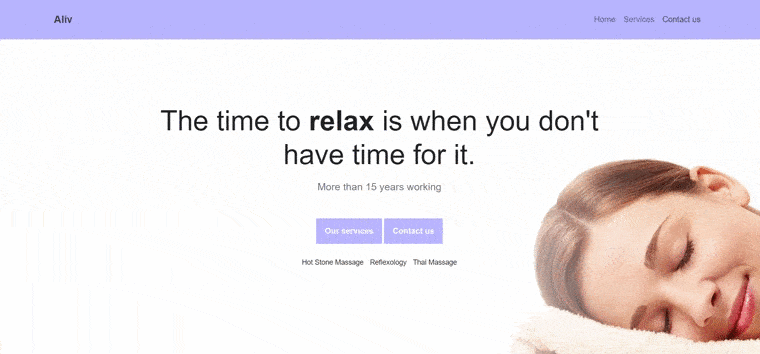 Aliv
Home Services Contact us
The time to relax is when you don't
have time for it.
More than 15 years working
Our services Contact us
Hot Stone Massage Reflexology Thai Massage